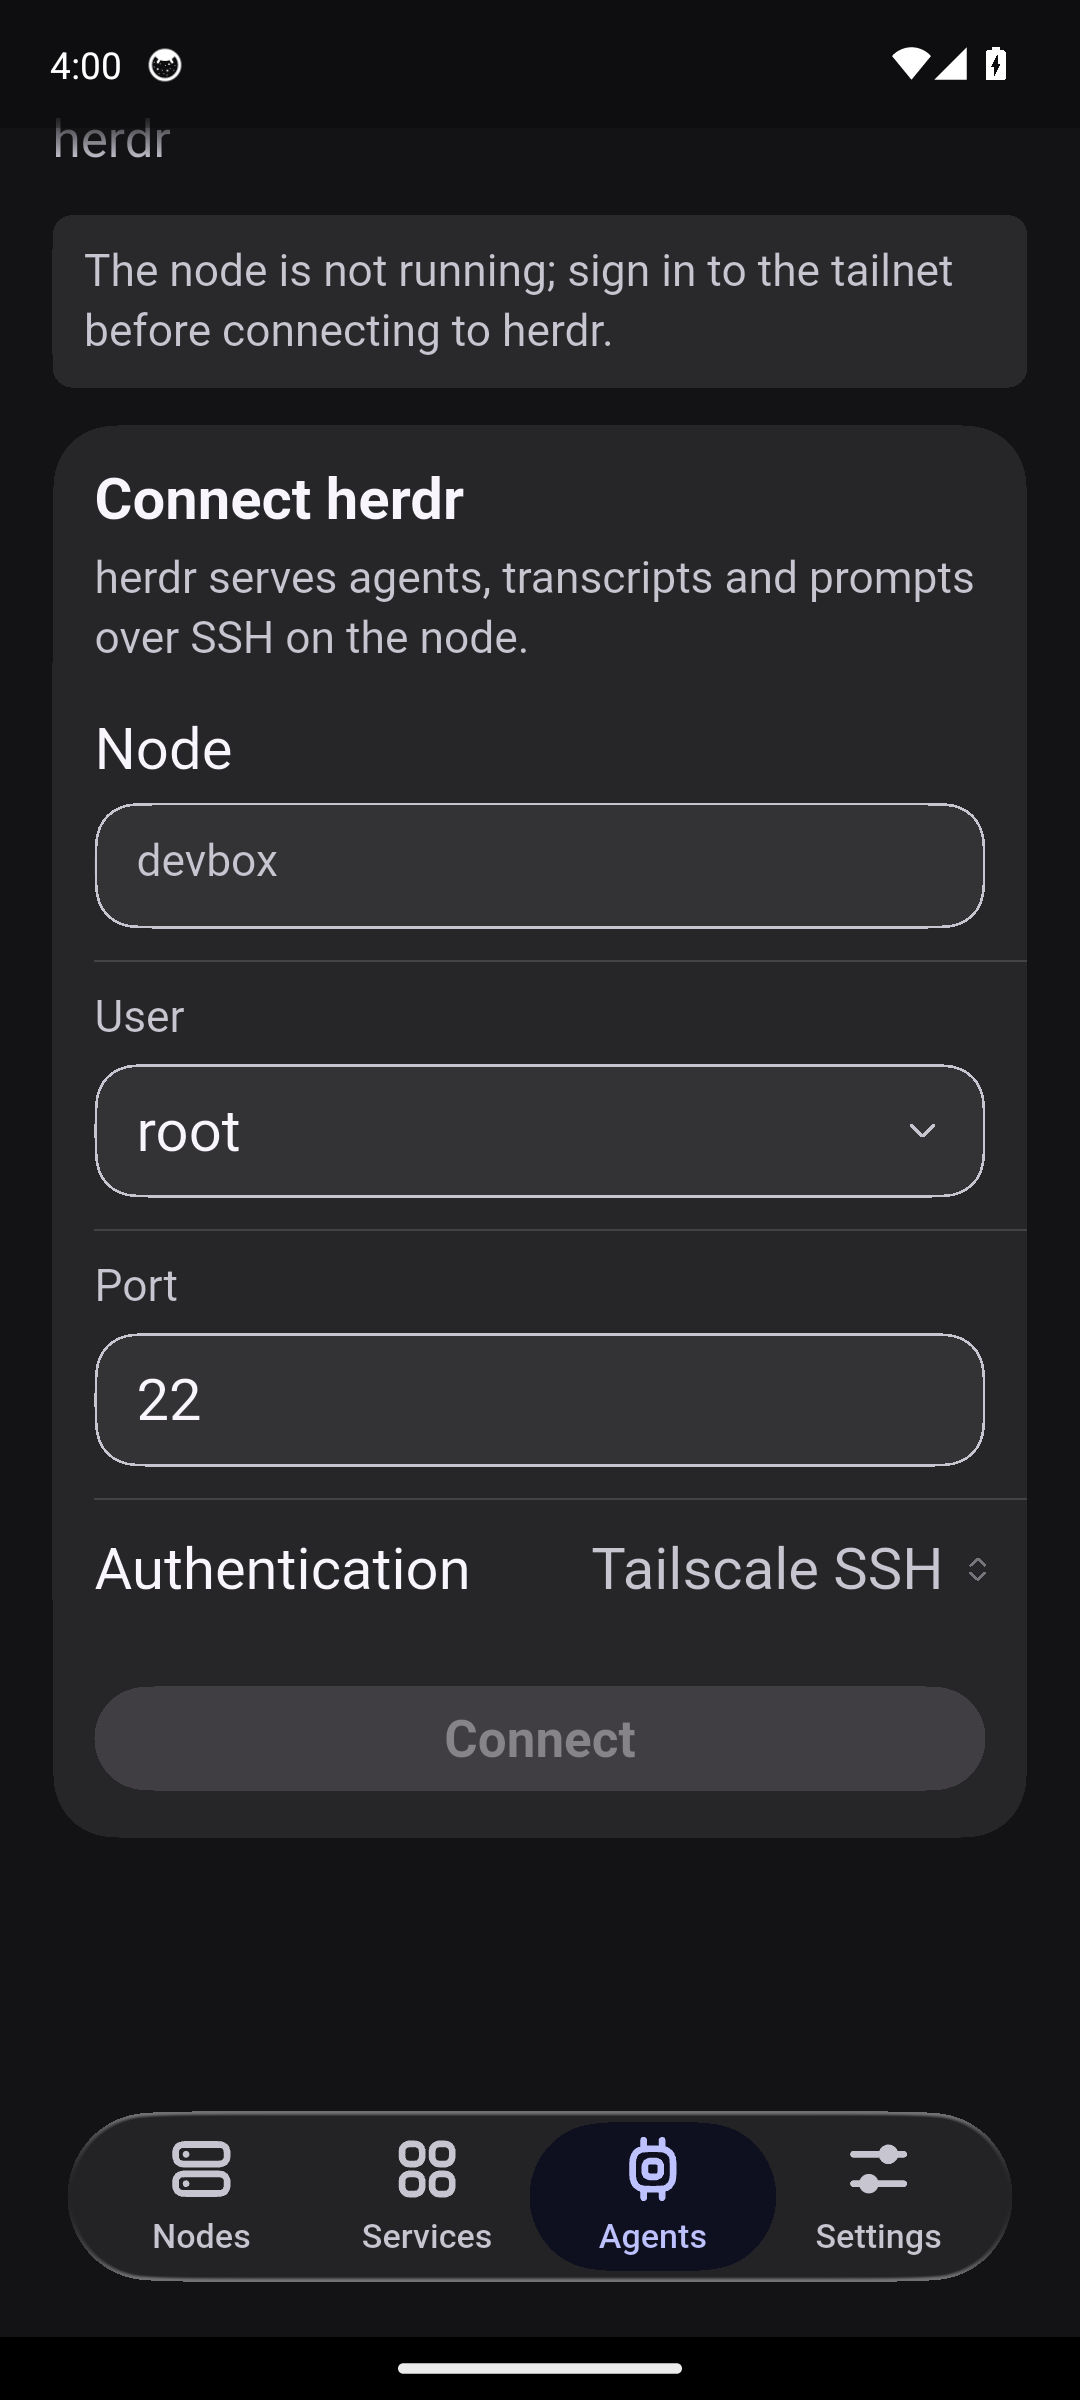 4:00
herdr
The node is not running; sign in to the tailnet
before connecting to herdr.
Connect herdr
herdr serves agents, transcripts and prompts
over SSH on the node.
Node
devbox
User
root
Port
22
Authentication
Tailscale SSH
Connect
Nodes
Services
Agents
Settings